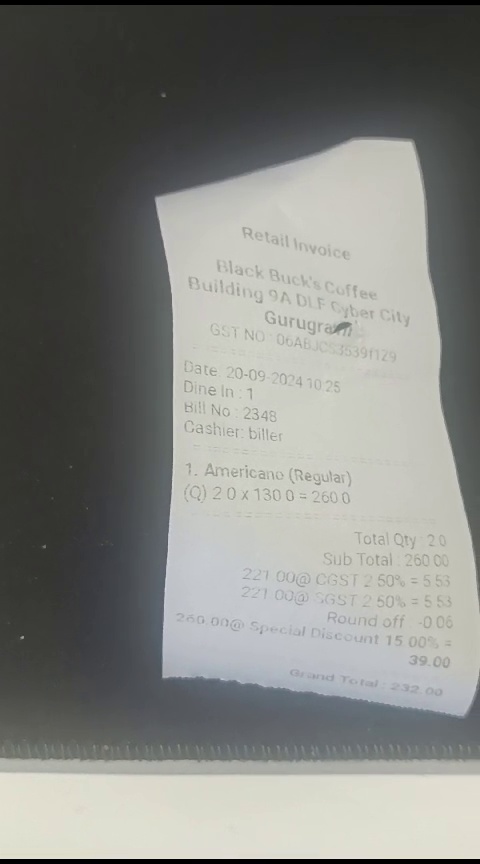 Retail Invoice
Black Buck's Coffee
Building 9A DLF Cyber City
Gurugram
GST NO :
Date: 20-09-2024 10:25
Dine In : 1
Bill No : 2348
Cashier: biller
1. Americano (Regular)
(Q) 2.0 x 130.0 = 260.0
Total Qty : 2.0
Sub Total : 260.00
221.00@ CGST 2.50% = 5.53
221.00@ SGST 2.50% = 5.53
Round off : -0.06
260.00@ Special Discount 15.00% =
39.00
Grand Total : 232.00